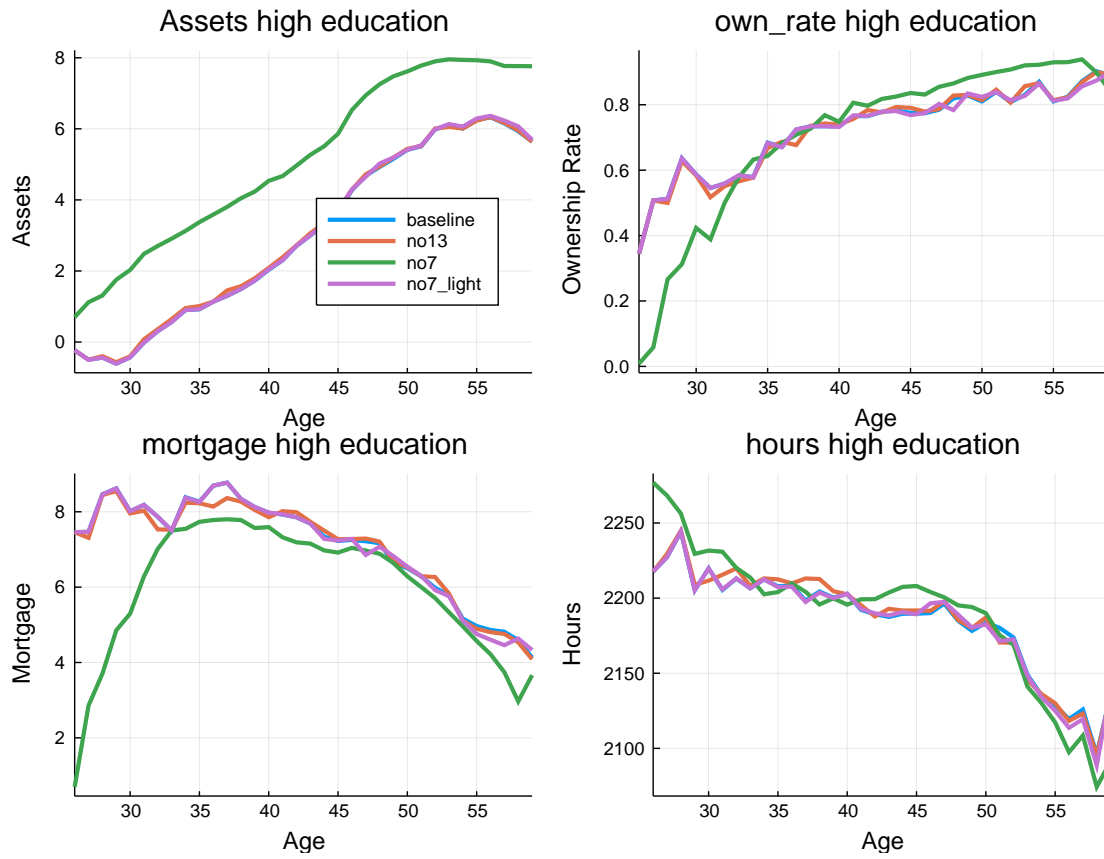 Assets high education
Assets
8
6
4
2
0
baseline
no13
no7
no7_light
30
35
40
45
50
55
Age
own_rate high education
Ownership Rate
0.8
0.6
0.4
0.2
0.0
30
35
40
45
50
55
Age
mortgage high education
Mortgage
8
6
4
2
30
35
40
45
50
55
Age
hours high education
Hours
2250
2200
2150
2100
30
35
40
45
50
55
Age